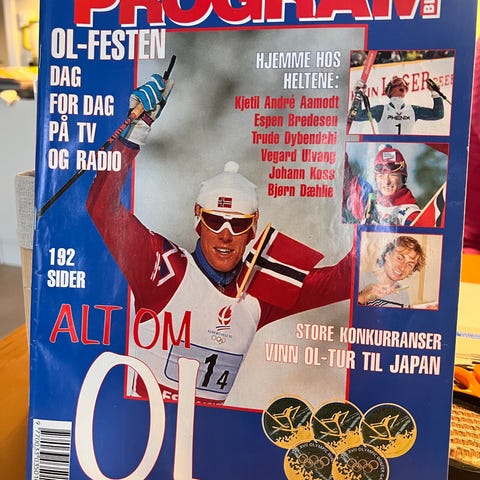 PROGRAM
OL-FESTEN
DAG
FOR DAG
PÅ TV
OG RADIO
HJEMME HOS
HELTENE:
Kjetil André Aamodt
Espen Bredesen
Trude Dybendahl
Vegard Ulvang
Johann Koss
Bjørn Dæhlie
PHENIX
1
192
SIDER
ALT OM
OL
14
STORE KONKURRANSER
VINN OL-TUR TIL JAPAN